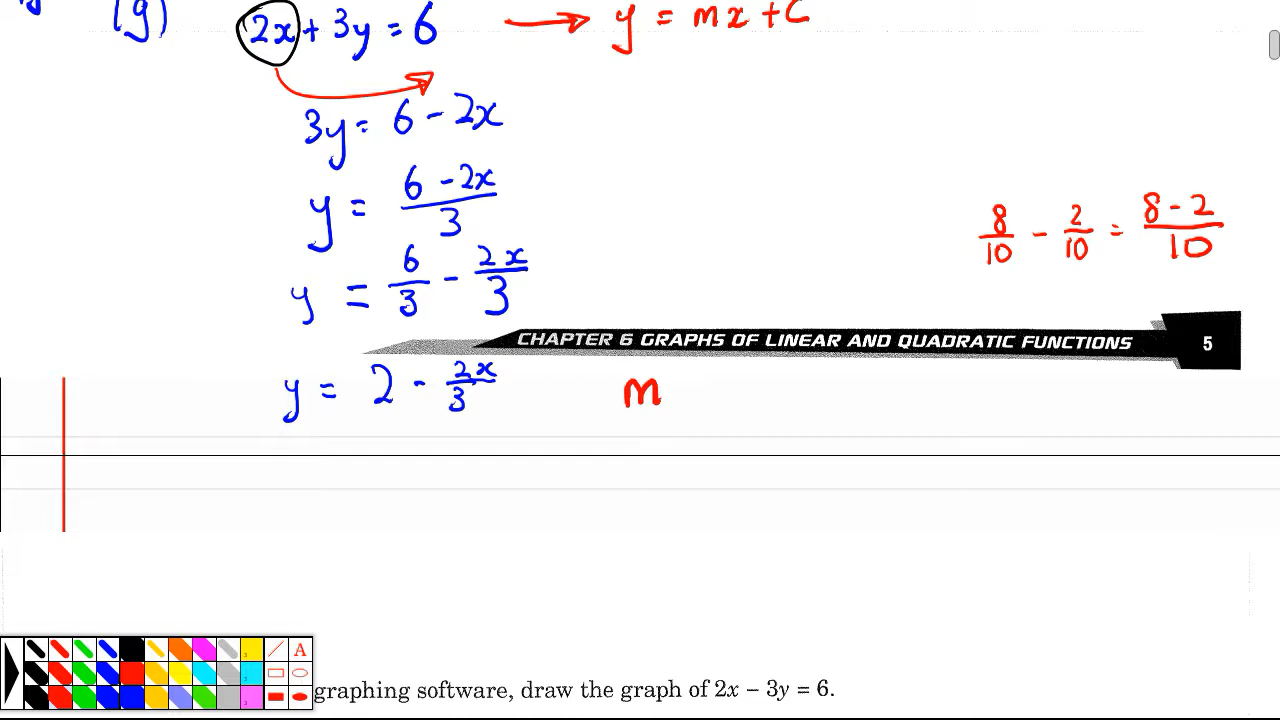 (g) 2x + 3y = 6 → y = mx + c
3y = 6 - 2x
y = (6 - 2x)/3
8/10 - 2/10 = (8 - 2)/10
y = 6/3 - 2x/3
CHAPTER 6 GRAPHS OF LINEAR AND QUADRATIC FUNCTIONS 5
y = 2 - 2x/3 m
A
graphing software, draw the graph of 2x − 3y = 6.